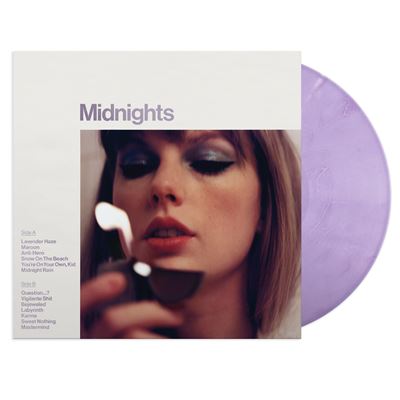 Midnights
Side A
Lavender Haze
Maroon
Anti-Hero
Snow On The Beach
You're On Your Own, Kid
Midnight Rain
Side B
Question...?
Vigilante Shit
Bejeweled
Labyrinth
Karma
Sweet Nothing
Mastermind